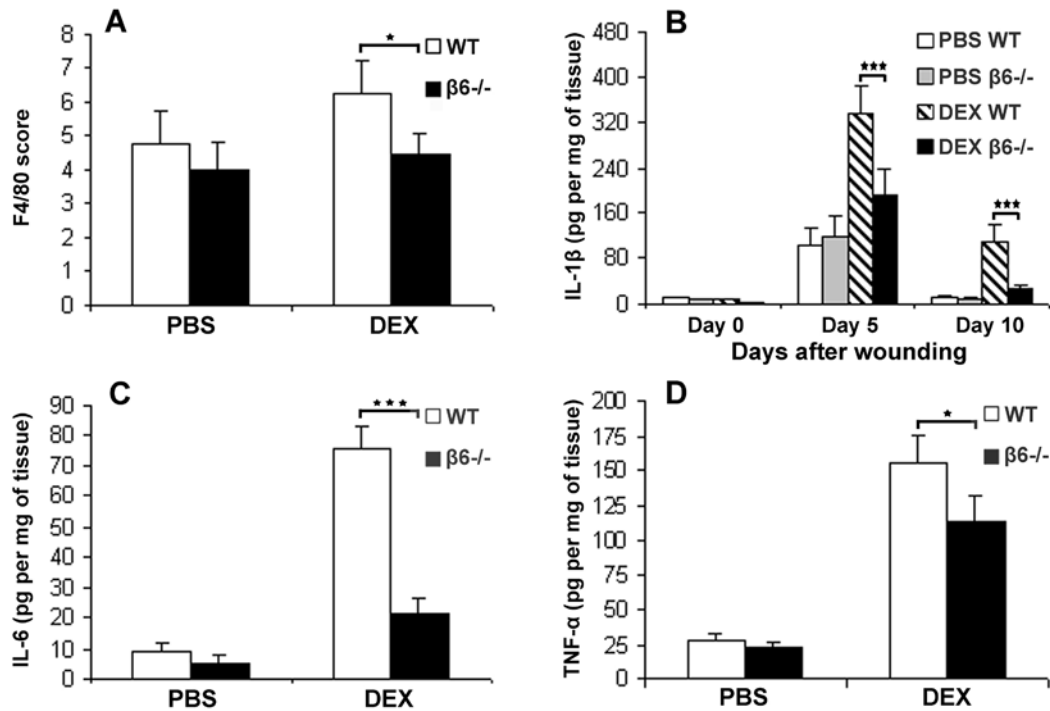 A
F4/80 score
8
7
6
5
4
3
2
1
0
*
WT
β6-/-
PBS
DEX
B
IL-1β (pg per mg of tissue)
480
400
320
240
160
80
0
***
***
PBS WT
PBS β6-/-
DEX WT
DEX β6-/-
Day 0
Day 5
Day 10
Days after wounding
C
IL-6 (pg per mg of tissue)
90
80
70
60
50
40
30
20
10
0
***
WT
β6-/-
PBS
DEX
D
TNF-α (pg per mg of tissue)
200
175
150
125
100
75
50
25
0
*
WT
β6-/-
PBS
DEX